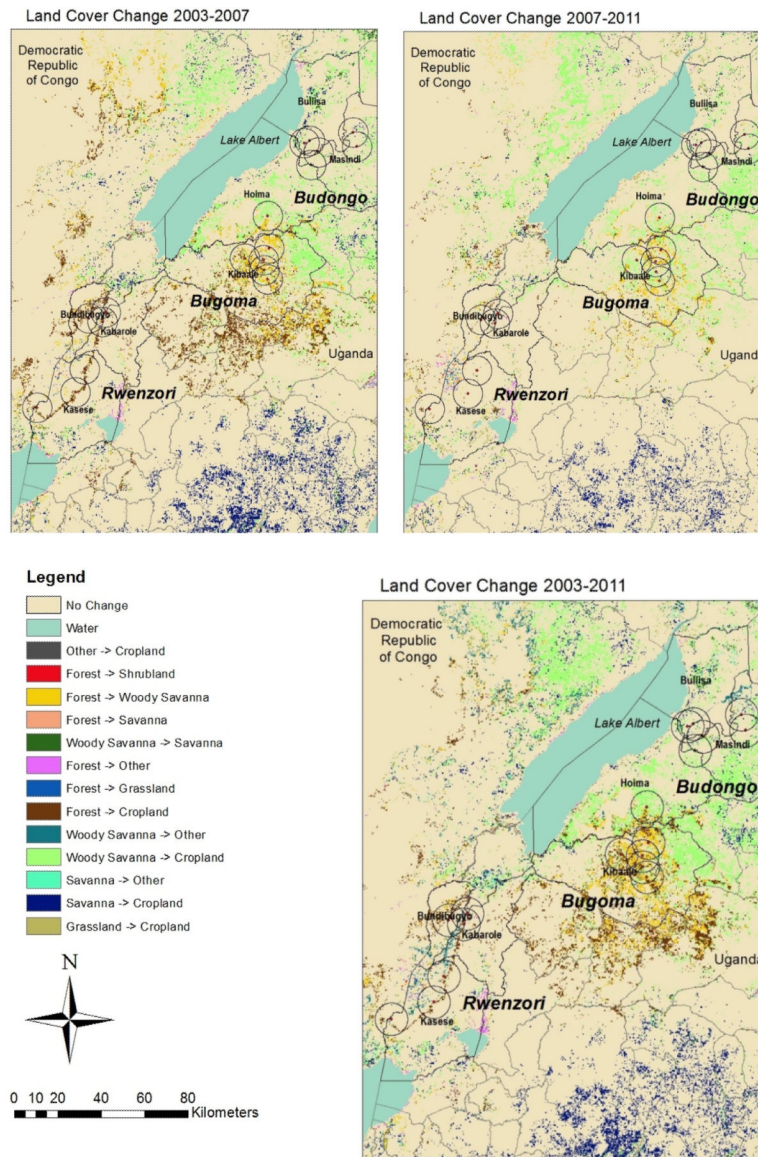 Land Cover Change 2003-2007
Democratic
Republic
of Congo
Bullisa
Lake Albert
Masindi
Budongo
Hoima
Kibaale
Bugoma
Bundibugyo
Kabarole
Uganda
Rwenzori
Kasese
Land Cover Change 2007-2011
Democratic
Republic
of Congo
Bullisa
Lake Albert
Masindi
Budongo
Hoima
Kibaale
Bugoma
Bundibugyo
Kabarole
Ugand
Rwenzori
Kasese
Legend
No Change
Water
Other -> Cropland
Forest -> Shrubland
Forest -> Woody Savanna
Forest -> Savanna
Woody Savanna -> Savanna
Forest -> Other
Forest -> Grassland
Forest -> Cropland
Woody Savanna -> Other
Woody Savanna -> Cropland
Savanna -> Other
Savanna -> Cropland
Grassland -> Cropland
N
0 10 20 40 60 80
Kilometers
Land Cover Change 2003-2011
Democratic
Republic
of Congo
Bullisa
Lake Albert
Masindi
Budongo
Hoima
Kibaale
Bugoma
Bundibugyo
Kabarole
Uganda
Rwenzori
Kasese